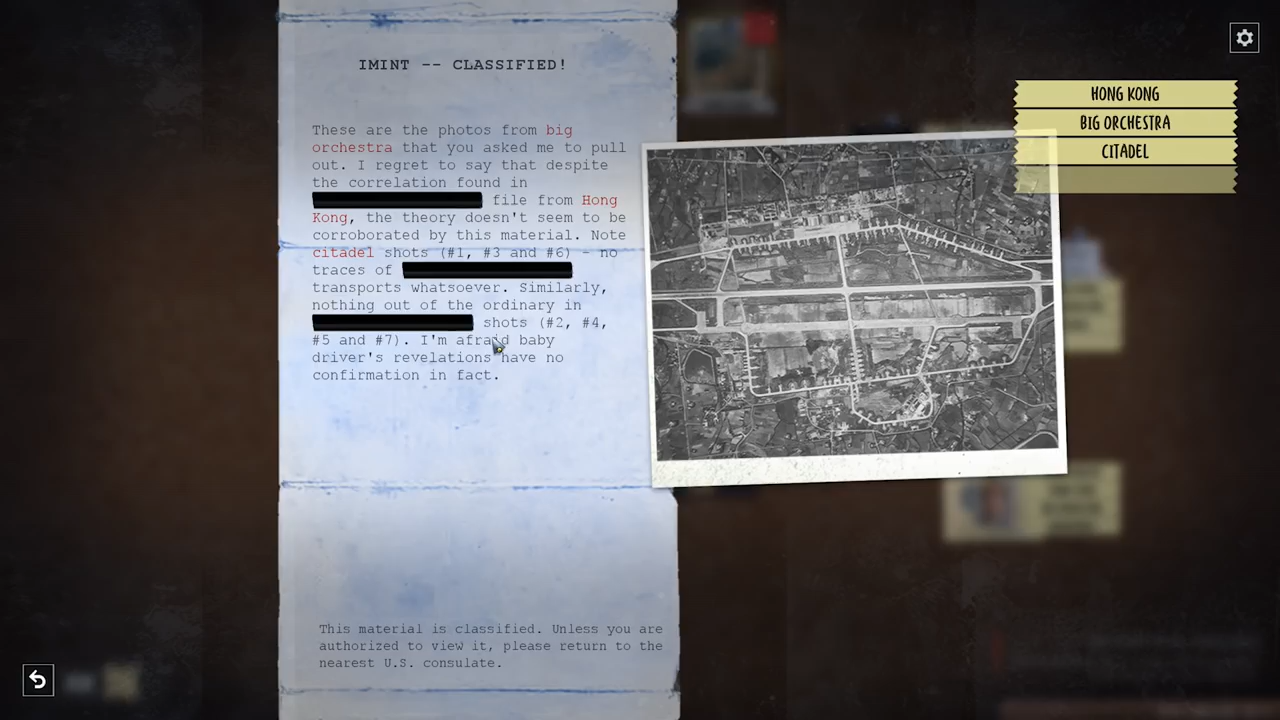 IMINT -- CLASSIFIED!
These are the photos from big
orchestra that you asked me to pull
out. I regret to say that despite
the correlation found in
file from Hong
Kong, the theory doesn't seem to be
corroborated by this material. Note
citadel shots (#1, #3 and #6) - no
traces of
transports whatsoever. Similarly,
nothing out of the ordinary in
shots (#2, #4,
#5 and #7). I'm afraid baby
driver's revelations have no
confirmation in fact.
This material is classified. Unless you are
authorized to view it, please return to the
nearest U.S. consulate.
HONG KONG
BIG ORCHESTRA
CITADEL